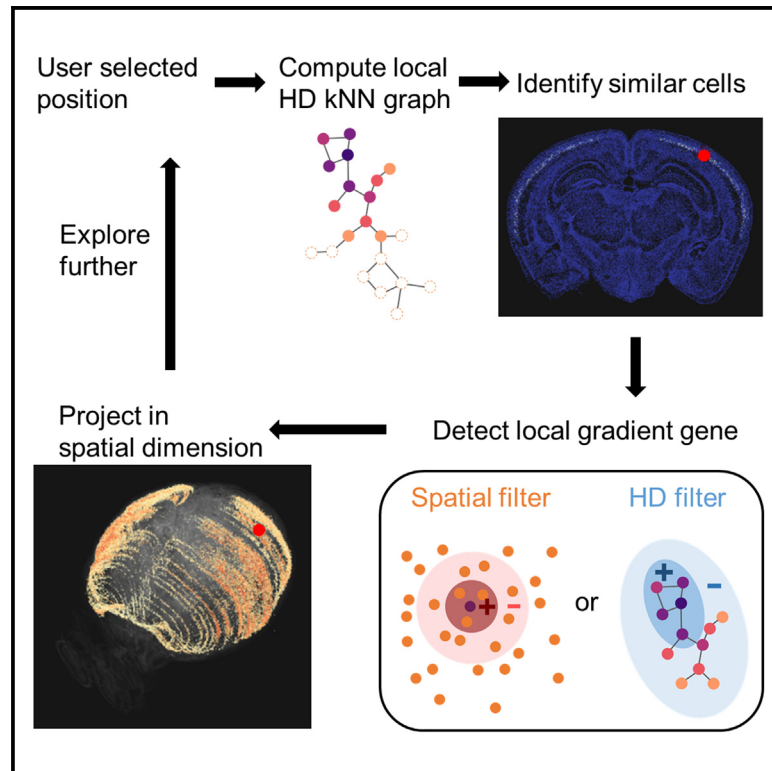 User selected
position
Compute local
HD kNN graph
Identify similar cells
Explore
further
Project in
spatial dimension
Detect local gradient gene
Spatial filter
HD filter
+
-
or
+
-